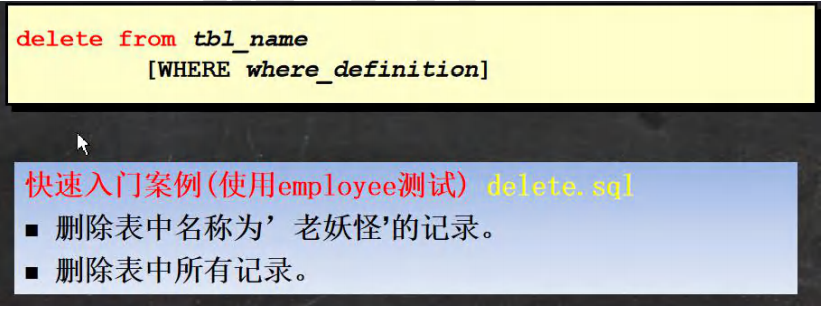 delete from tbl_name
[WHERE where_definition]
快速入门案例(使用employee测试) delete.sql
■ 删除表中名称为’老妖怪'的记录。
■ 删除表中所有记录。